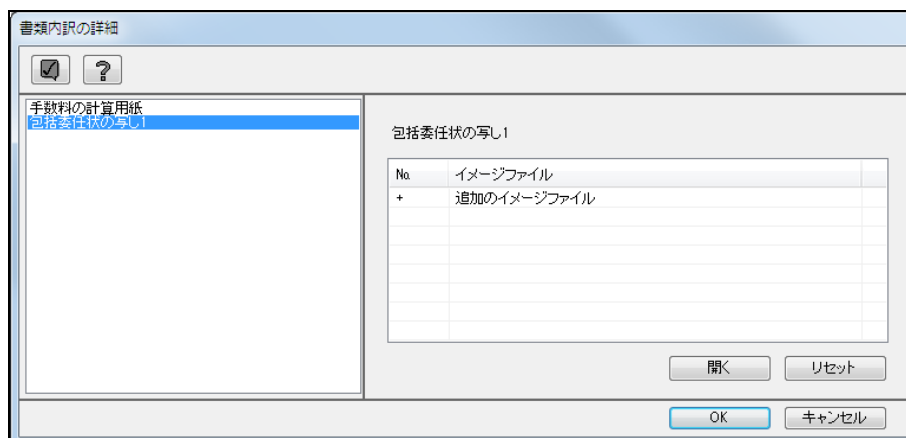 書類内訳の詳細
手数料の計算用紙
包括委任状の写し1
包括委任状の写し1
No. イメージファイル
+ 追加のイメージファイル
開く リセット
OK キャンセル